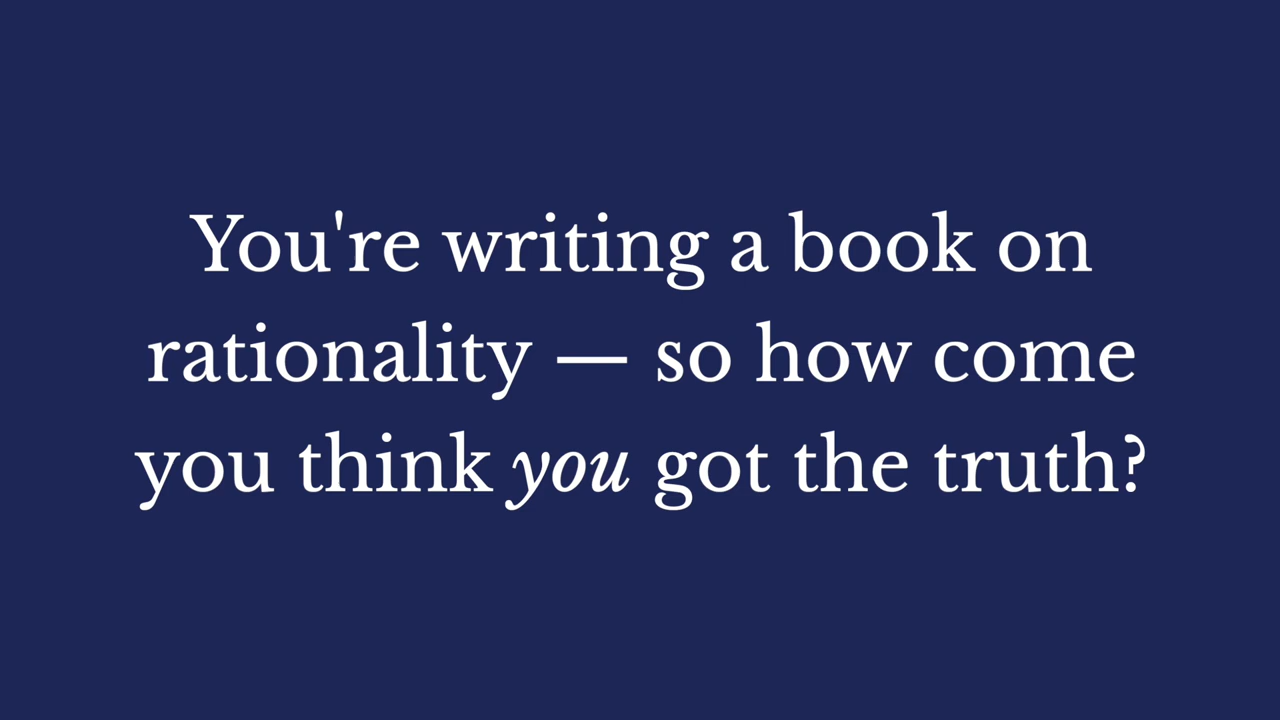 You're writing a book on
rationality — so how come
you think you got the truth?